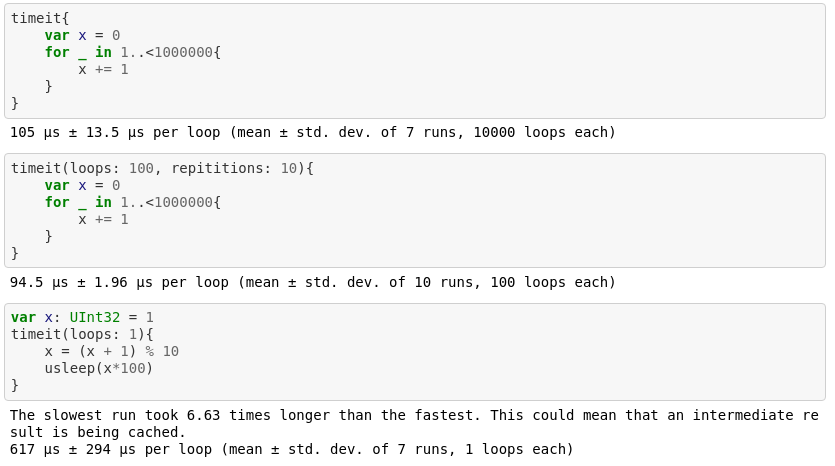 timeit{
    var x = 0
    for _ in 1..<1000000{
        x += 1
    }
}
105 µs ± 13.5 µs per loop (mean ± std. dev. of 7 runs, 10000 loops each)
timeit(loops: 100, repititions: 10){
    var x = 0
    for _ in 1..<1000000{
        x += 1
    }
}
94.5 µs ± 1.96 µs per loop (mean ± std. dev. of 10 runs, 100 loops each)
var x: UInt32 = 1
timeit(loops: 1){
    x = (x + 1) % 10
    usleep(x*100)
}
The slowest run took 6.63 times longer than the fastest. This could mean that an intermediate re
sult is being cached.
617 µs ± 294 µs per loop (mean ± std. dev. of 7 runs, 1 loops each)